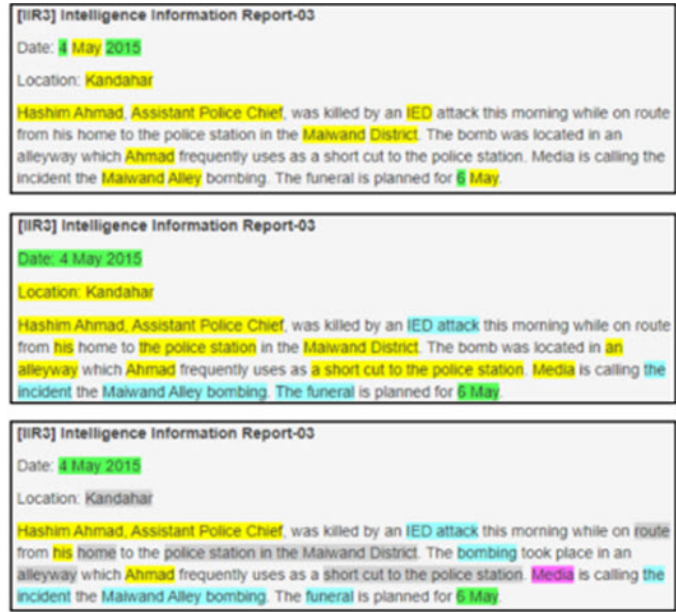 [IIR3] Intelligence Information Report-03
Date: 4 May 2015
Location: Kandahar
Hashim Ahmad, Assistant Police Chief, was killed by an IED attack this morning while on route
from his home to the police station in the Maiwand District. The bomb was located in an
alleyway which Ahmad frequently uses as a short cut to the police station. Media is calling the
incident the Maiwand Alley bombing. The funeral is planned for 6 May.
[IIR3] Intelligence Information Report-03
Date: 4 May 2015
Location: Kandahar
Hashim Ahmad, Assistant Police Chief, was killed by an IED attack this morning while on route
from his home to the police station in the Maiwand District. The bomb was located in an
alleyway which Ahmad frequently uses as a short cut to the police station. Media is calling the
incident the Maiwand Alley bombing. The funeral is planned for 6 May.
[IIR3] Intelligence Information Report-03
Date: 4 May 2015
Location: Kandahar
Hashim Ahmad, Assistant Police Chief, was killed by an IED attack this morning while on route
from his home to the police station in the Maiwand District. The bombing took place in an
alleyway which Ahmad frequently uses as a short cut to the police station. Media is calling the
incident the Maiwand Alley bombing. The funeral is planned for 6 May.